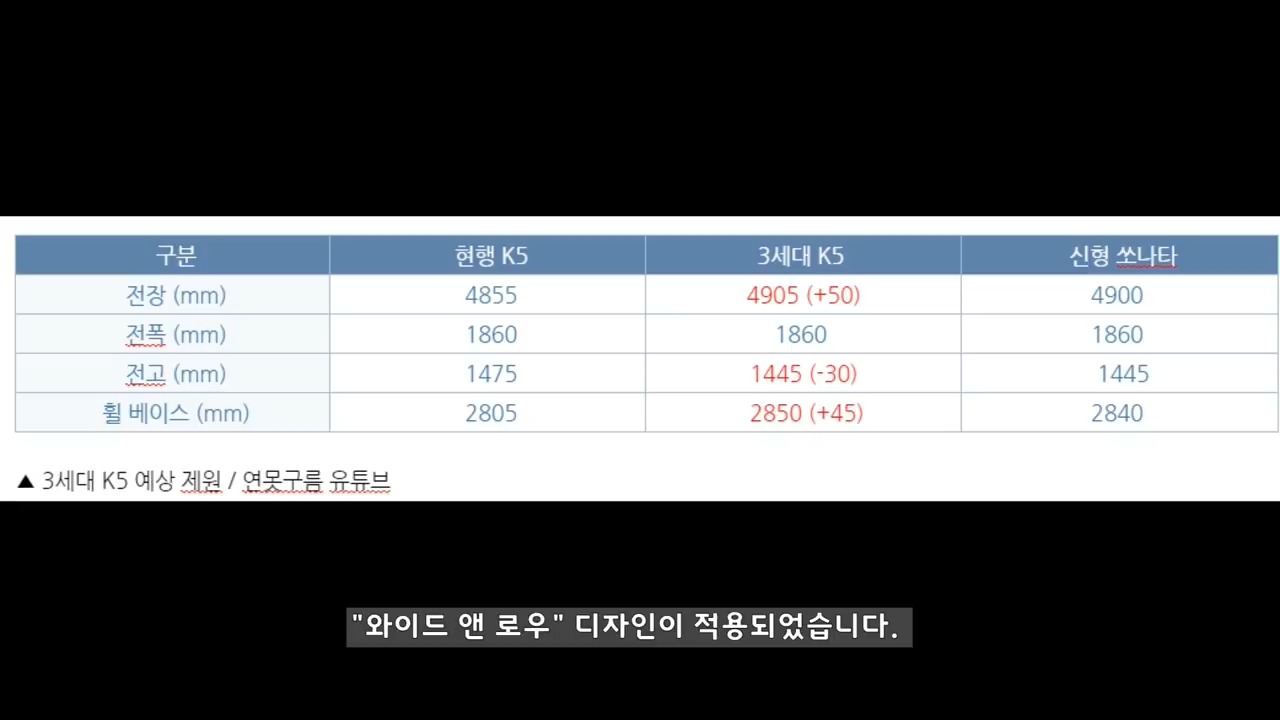 구분 현행 K5 3세대 K5 신형 쏘나타
전장 (mm) 4855 4905 (+50) 4900
전폭 (mm) 1860 1860 1860
전고 (mm) 1475 1445 (-30) 1445
휠 베이스 (mm) 2805 2850 (+45) 2840
▲ 3세대 K5 예상 제원 / 연못구름 유튜브
"와이드 앤 로우" 디자인이 적용되었습니다.